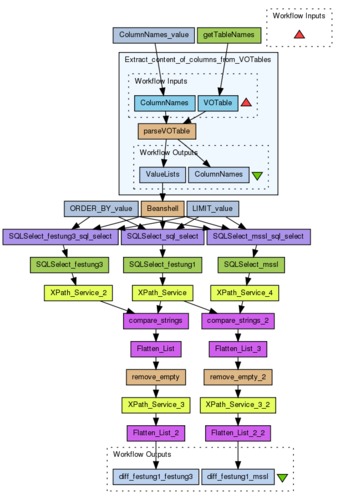 Workflow Inputs
ColumnNames_value
getTableNames
Extract_content_of_columns_from_VOTables
Workflow Inputs
ColumnNames
VOTable
parseVOTable
Workflow Outputs
ValueLists
ColumnNames
ORDER_BY_value
Beanshell
LIMIT_value
SQLSelect_festung3_sql_select
SQLSelect_sql_select
SQLSelect_mssl_sql_select
SQLSelect_festung3
SQLSelect_festung1
SQLSelect_mssl
XPath_Service_2
XPath_Service
XPath_Service_4
compare_strings
compare_strings_2
Flatten_List
Flatten_List_3
remove_empty
remove_empty_2
XPath_Service_3
XPath_Service_3_2
Flatten_List_2
Flatten_List_2_2
Workflow Outputs
diff_festung1_festung3
diff_festung1_mssl